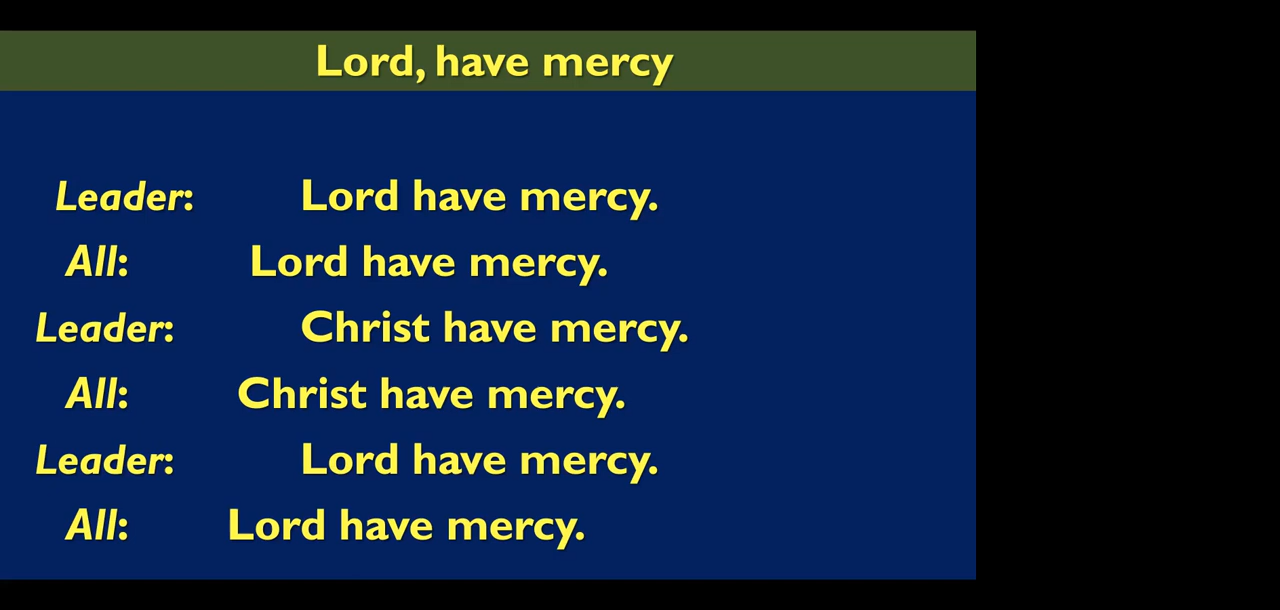 Lord, have mercy
Leader: Lord have mercy.
All: Lord have mercy.
Leader: Christ have mercy.
All: Christ have mercy.
Leader: Lord have mercy.
All: Lord have mercy.